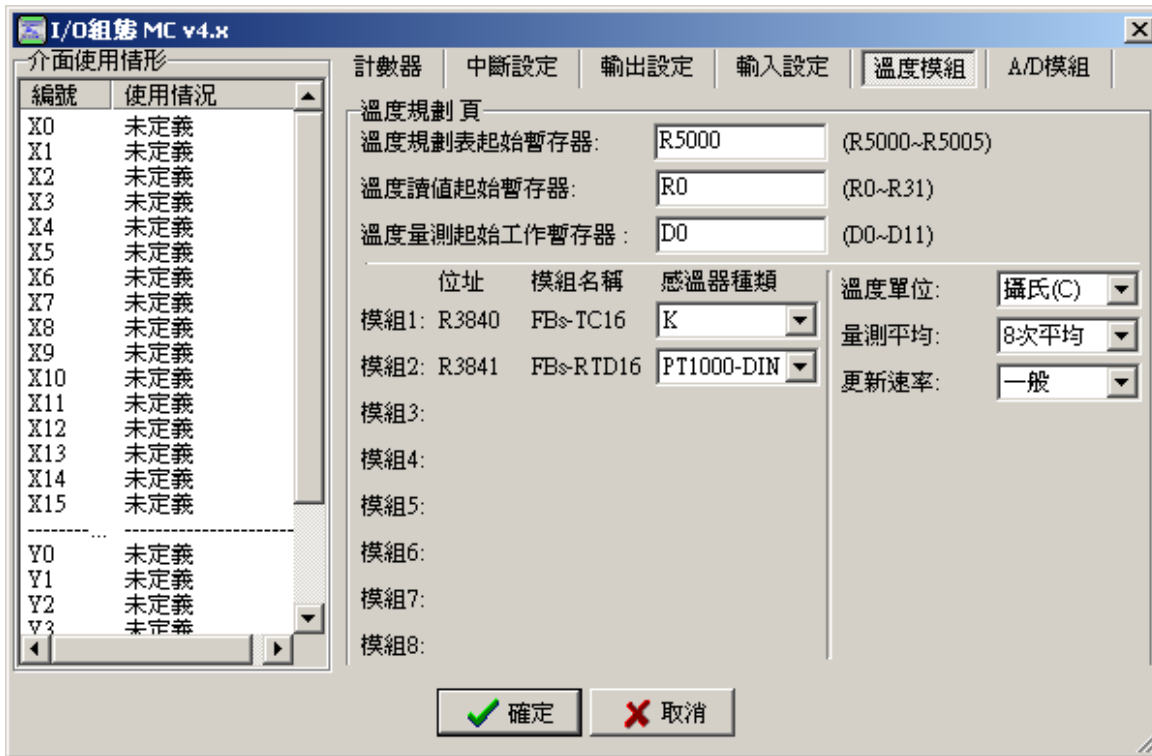 I/O組態 MC v4.x
介面使用情形
編號 使用情況
X0 未定義
X1 未定義
X2 未定義
X3 未定義
X4 未定義
X5 未定義
X6 未定義
X7 未定義
X8 未定義
X9 未定義
X10 未定義
X11 未定義
X12 未定義
X13 未定義
X14 未定義
X15 未定義
--------... ----------------------
Y0 未定義
Y1 未定義
Y2 未定義
Y3 未定義
計數器 中斷設定 輸出設定 輸入設定 溫度模組 A/D模組
溫度規劃 頁
溫度規劃表起始暫存器: R5000 (R5000~R5005)
溫度讀值起始暫存器: R0 (R0~R31)
溫度量測起始工作暫存器 : D0 (D0~D11)
位址 模組名稱 感溫器種類
模組1: R3840 FBs-TC16 K
模組2: R3841 FBs-RTD16 PT1000-DIN
模組3:
模組4:
模組5:
模組6:
模組7:
模組8:
溫度單位: 攝氏(C)
量測平均: 8次平均
更新速率: 一般
確定 取消